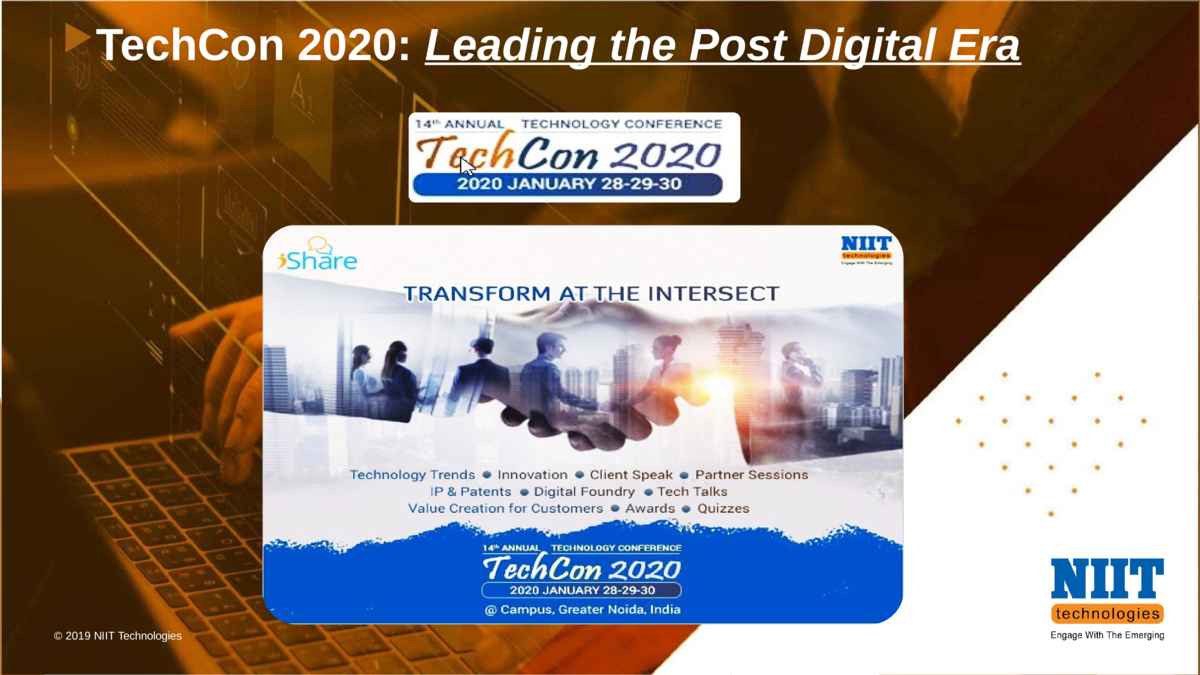 TechCon 2020: Leading the Post Digital Era
14th ANNUAL TECHNOLOGY CONFERENCE
TechCon 2020
2020 JANUARY 28-29-30
iShare
NIIT
technologies
Engage With The Emerging
TRANSFORM AT THE INTERSECT
Technology Trends ● Innovation ● Client Speak ● Partner Sessions
IP & Patents ● Digital Foundry ● Tech Talks
Value Creation for Customers ● Awards ● Quizzes
14th ANNUAL TECHNOLOGY CONFERENCE
TechCon 2020
2020 JANUARY 28-29-30
@ Campus, Greater Noida, India
NIIT
technologies
Engage With The Emerging
© 2019 NIIT Technologies